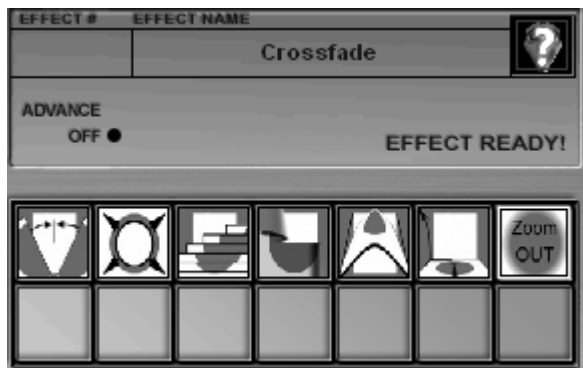 EFFECT # EFFECT NAME
Crossfade
?
ADVANCE
OFF
EFFECT READY!
Zoom
OUT